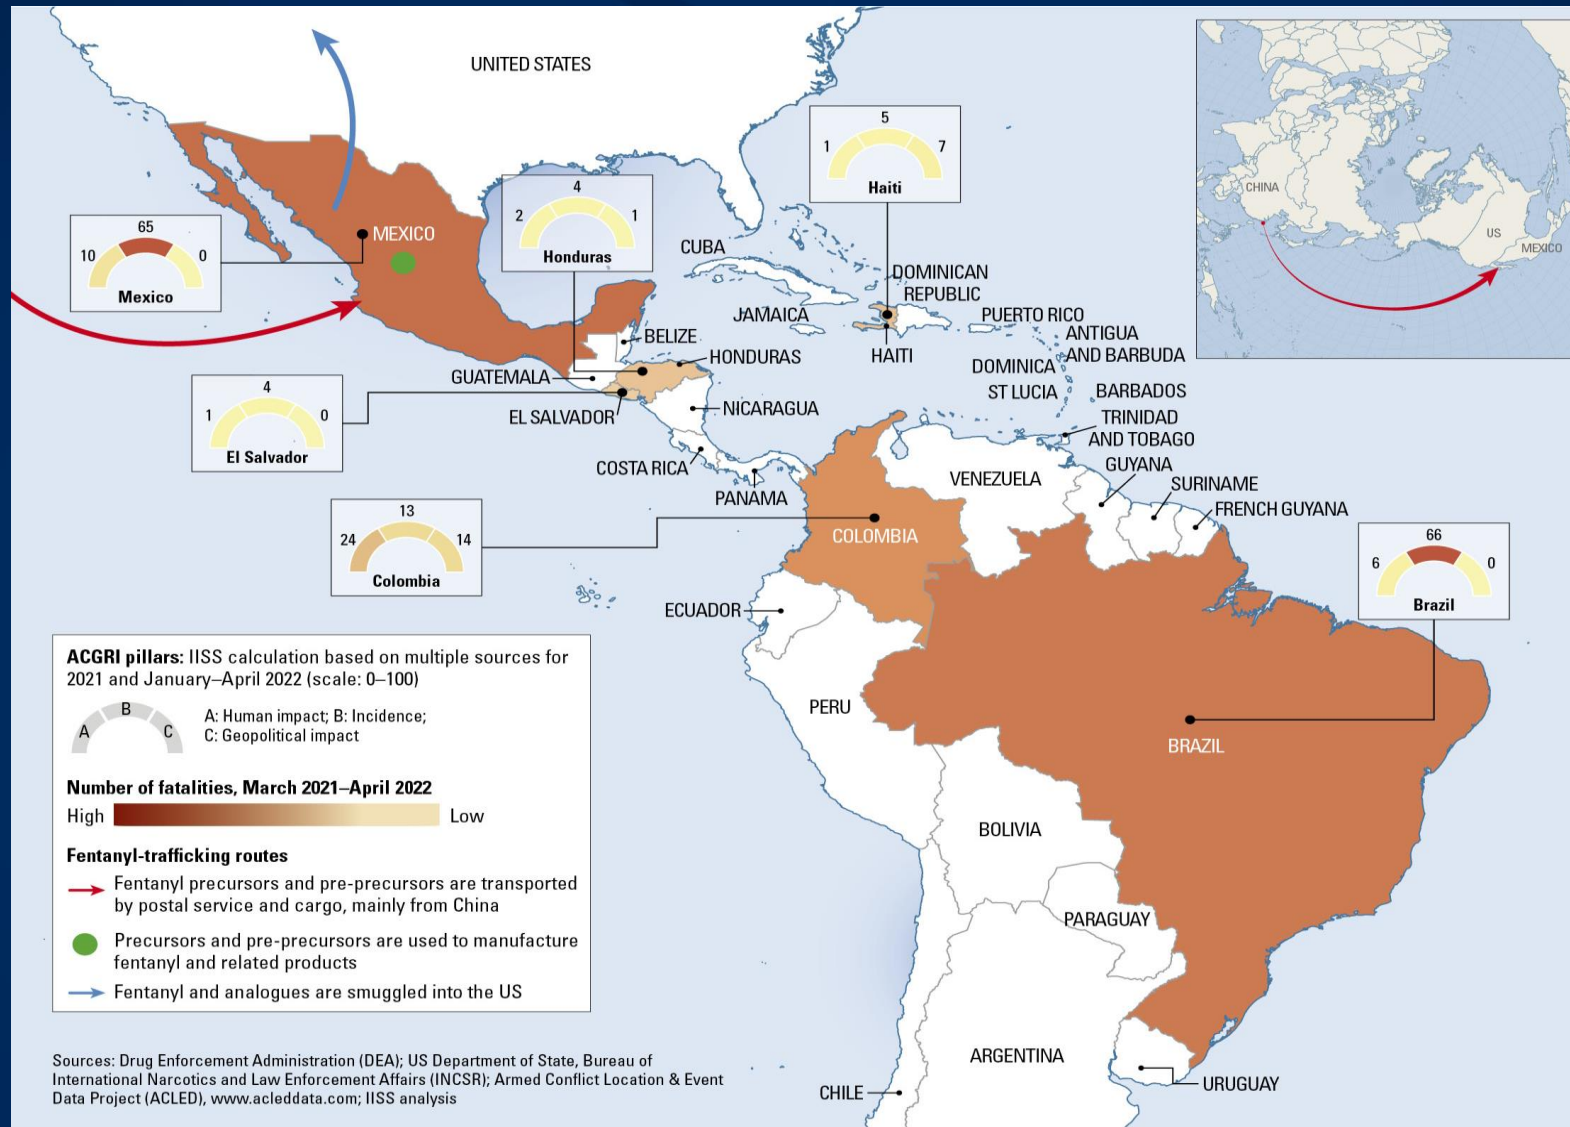 UNITED STATES
5
1
7
Haiti
CHINA
US
MEXICO
4
2
1
Honduras
65
10
0
Mexico
MEXICO
CUBA
DOMINICAN
REPUBLIC
JAMAICA
PUERTO RICO
HAITI
ANTIGUA
AND BARBUDA
DOMINICA
ST LUCIA
BARBADOS
TRINIDAD
AND TOBAGO
BELIZE
HONDURAS
GUATEMALA
EL SALVADOR
NICARAGUA
COSTA RICA
PANAMA
4
1
0
El Salvador
VENEZUELA
GUYANA
SURINAME
FRENCH GUYANA
13
24
14
Colombia
COLOMBIA
66
6
0
Brazil
ECUADOR
PERU
BRAZIL
BOLIVIA
PARAGUAY
ARGENTINA
CHILE
URUGUAY
ACGRI pillars: IISS calculation based on multiple sources for
2021 and January–April 2022 (scale: 0–100)
A
B
C
A: Human impact; B: Incidence;
C: Geopolitical impact
Number of fatalities, March 2021–April 2022
High
Low
Fentanyl-trafficking routes
Fentanyl precursors and pre-precursors are transported
by postal service and cargo, mainly from China
Precursors and pre-precursors are used to manufacture
fentanyl and related products
Fentanyl and analogues are smuggled into the US
Sources: Drug Enforcement Administration (DEA); US Department of State, Bureau of
International Narcotics and Law Enforcement Affairs (INCSR); Armed Conflict Location & Event
Data Project (ACLED), www.acleddata.com; IISS analysis